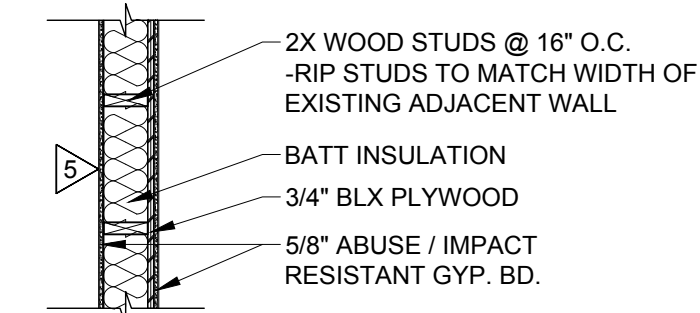 2X WOOD STUDS @ 16" O.C.
-RIP STUDS TO MATCH WIDTH OF
EXISTING ADJACENT WALL
5
BATT INSULATION
3/4" BLX PLYWOOD
5/8" ABUSE / IMPACT
RESISTANT GYP. BD.